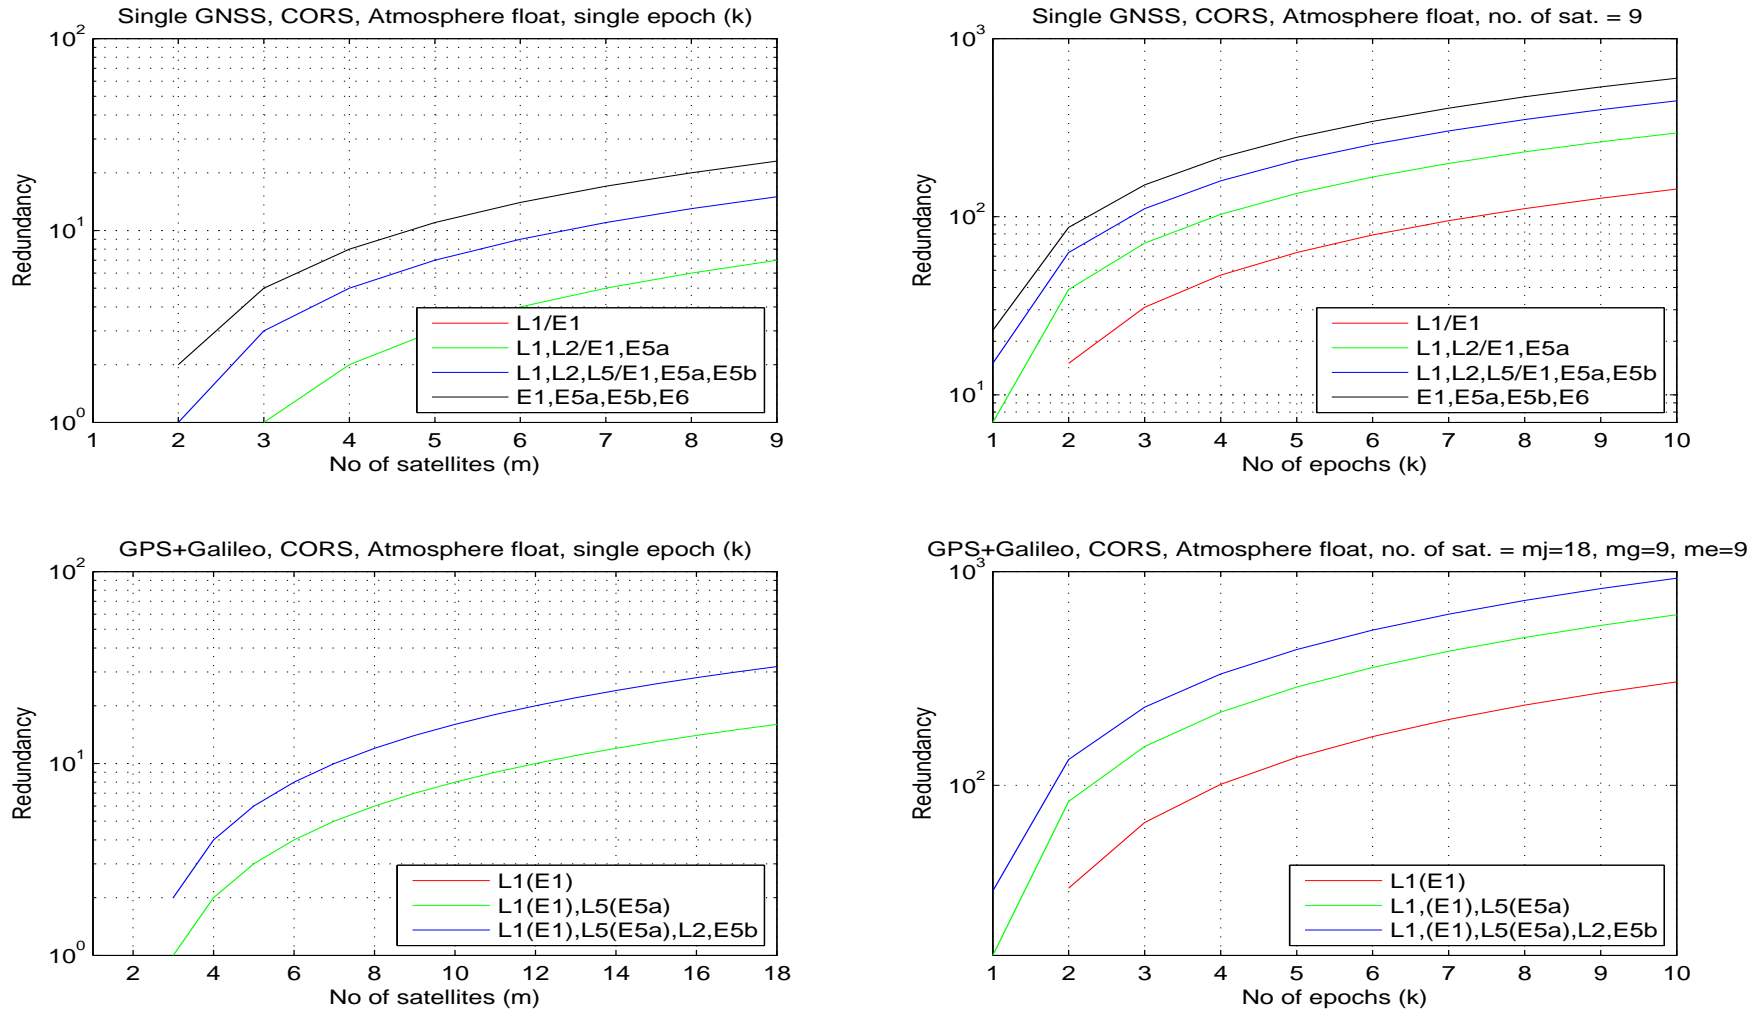 Single GNSS, CORS, Atmosphere float, single epoch (k)
10^2
10^1
10^0
Redundancy
1 2 3 4 5 6 7 8 9
No of satellites (m)
L1/E1
L1,L2/E1,E5a
L1,L2,L5/E1,E5a,E5b
E1,E5a,E5b,E6
Single GNSS, CORS, Atmosphere float, no. of sat. = 9
10^3
10^2
10^1
Redundancy
1 2 3 4 5 6 7 8 9 10
No of epochs (k)
L1/E1
L1,L2/E1,E5a
L1,L2,L5/E1,E5a,E5b
E1,E5a,E5b,E6
GPS+Galileo, CORS, Atmosphere float, single epoch (k)
10^2
10^1
10^0
Redundancy
2 4 6 8 10 12 14 16 18
No of satellites (m)
L1(E1)
L1(E1),L5(E5a)
L1(E1),L5(E5a),L2,E5b
GPS+Galileo, CORS, Atmosphere float, no. of sat. = mj=18, mg=9, me=9
10^3
10^2
Redundancy
1 2 3 4 5 6 7 8 9 10
No of epochs (k)
L1(E1)
L1,(E1),L5(E5a)
L1,(E1),L5(E5a),L2,E5b